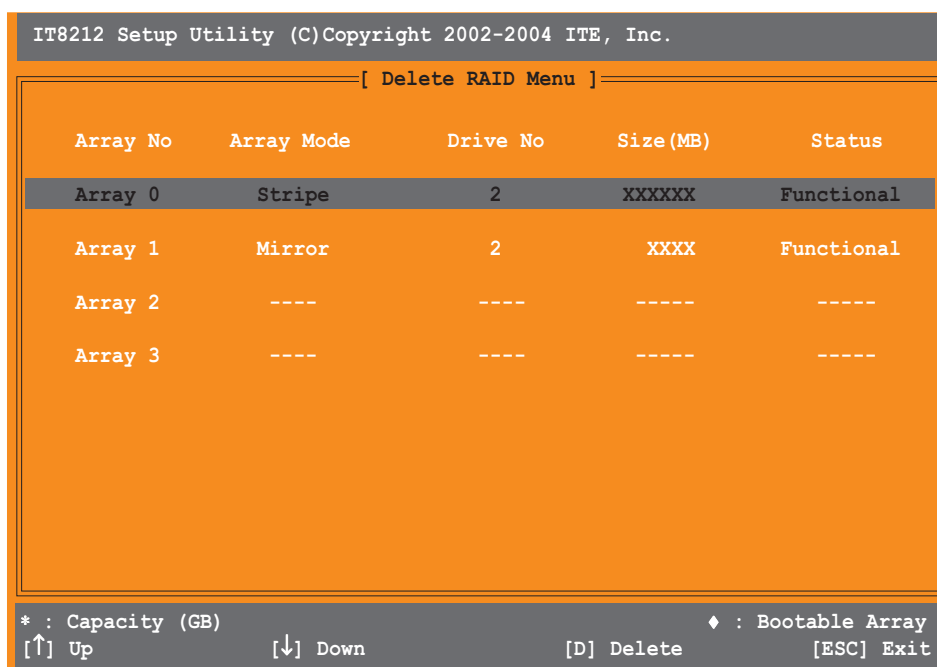 IT8212 Setup Utility (C)Copyright 2002-2004 ITE, Inc.
[ Delete RAID Menu ]
Array No Array Mode Drive No Size(MB) Status
Array 0 Stripe 2 XXXXXX Functional
Array 1 Mirror 2 XXXX Functional
Array 2 ---- ---- ----- -----
Array 3 ---- ---- ----- -----
* : Capacity (GB) ♦ : Bootable Array
[↑] Up [↓] Down [D] Delete [ESC] Exit